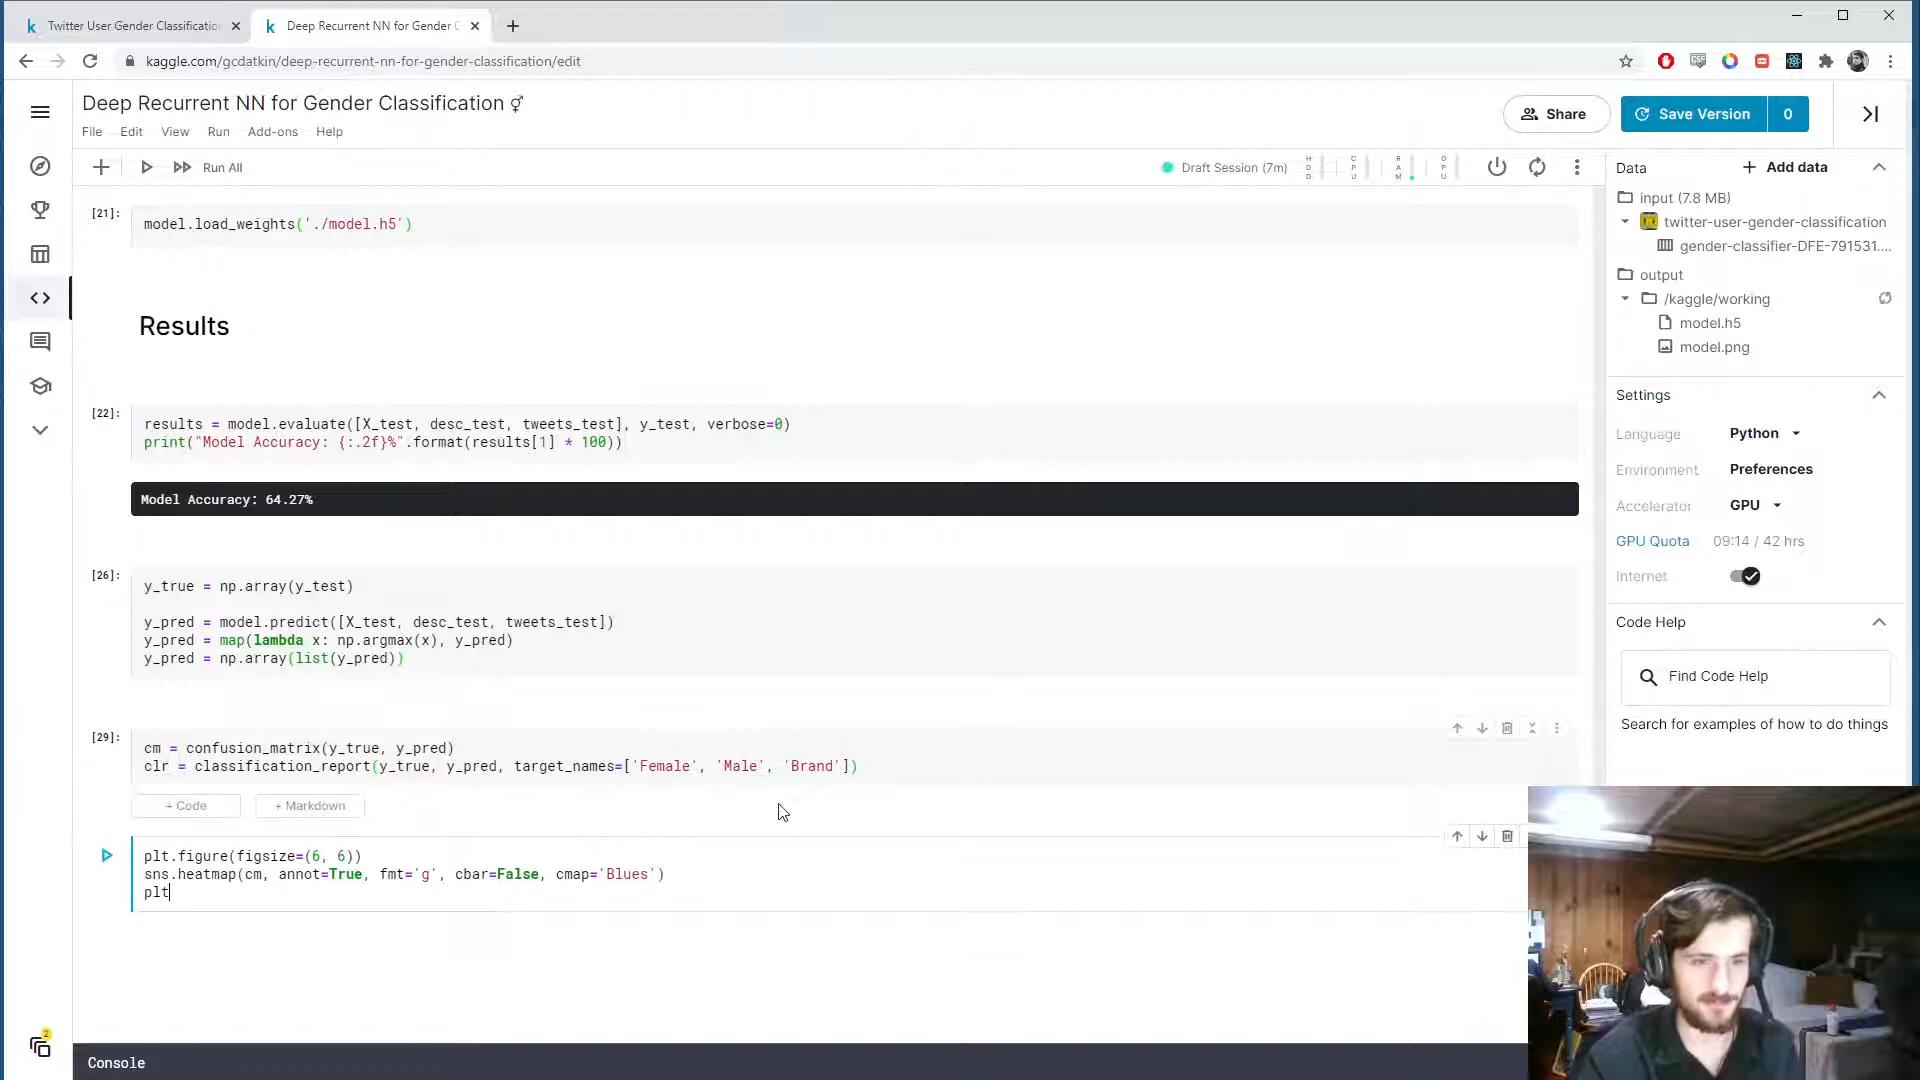 Twitter User Gender Classification
Deep Recurrent NN for Gender C
kaggle.com/gcdatkin/deep-recurrent-nn-for-gender-classification/edit
Deep Recurrent NN for Gender Classification ⚥
File Edit View Run Add-ons Help
Share
Save Version 0
Run All
Draft Session (7m)
HDD
CPU
RAM
GPU
[21]:
model.load_weights('./model.h5')
Results
[22]:
results = model.evaluate([X_test, desc_test, tweets_test], y_test, verbose=0)
print("Model Accuracy: {:.2f}%".format(results[1] * 100))
Model Accuracy: 64.27%
[26]:
y_true = np.array(y_test)
y_pred = model.predict([X_test, desc_test, tweets_test])
y_pred = map(lambda x: np.argmax(x), y_pred)
y_pred = np.array(list(y_pred))
[29]:
cm = confusion_matrix(y_true, y_pred)
clr = classification_report(y_true, y_pred, target_names=['Female', 'Male', 'Brand'])
+ Code + Markdown
plt.figure(figsize=(6, 6))
sns.heatmap(cm, annot=True, fmt='g', cbar=False, cmap='Blues')
plt
Console
2
Data
Add data
input (7.8 MB)
twitter-user-gender-classification
gender-classifier-DFE-791531....
output
/kaggle/working
model.h5
model.png
Settings
Language Python
Environment Preferences
Accelerator GPU
GPU Quota 09:14 / 42 hrs
Internet
Code Help
Find Code Help
Search for examples of how to do things